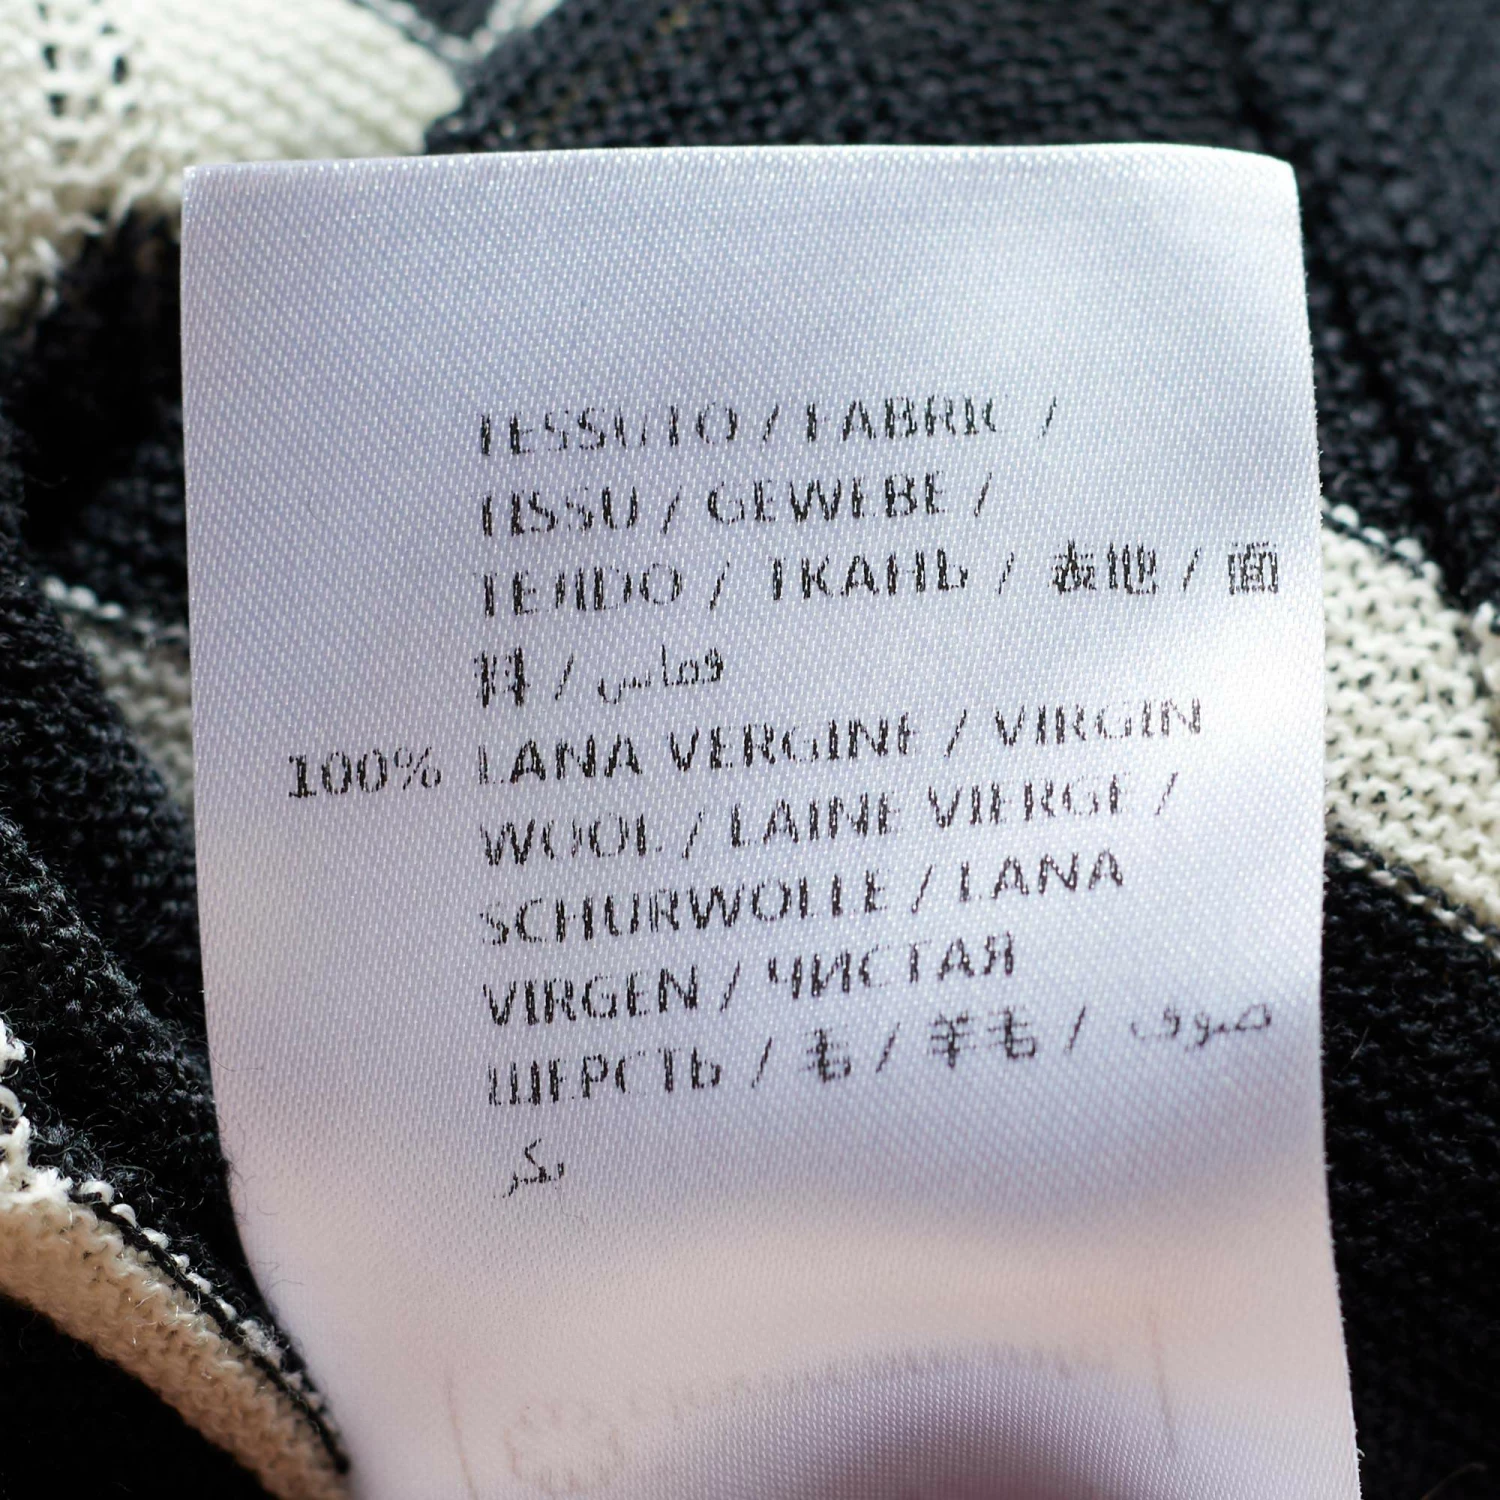 TESSUTO / FABRIC /
TISSU / GEWEBE /
TEJIDO / ТКАНЬ / 表地 / 面
料 / قماس
100% LANA VERGINE / VIRGIN
WOOL / LAINE VIERGE /
SCHURWOLLE / LANA
VIRGEN / ЧИСТАЯ
ШЕРСТЬ / 毛 / 羊毛 / صوف
بكر